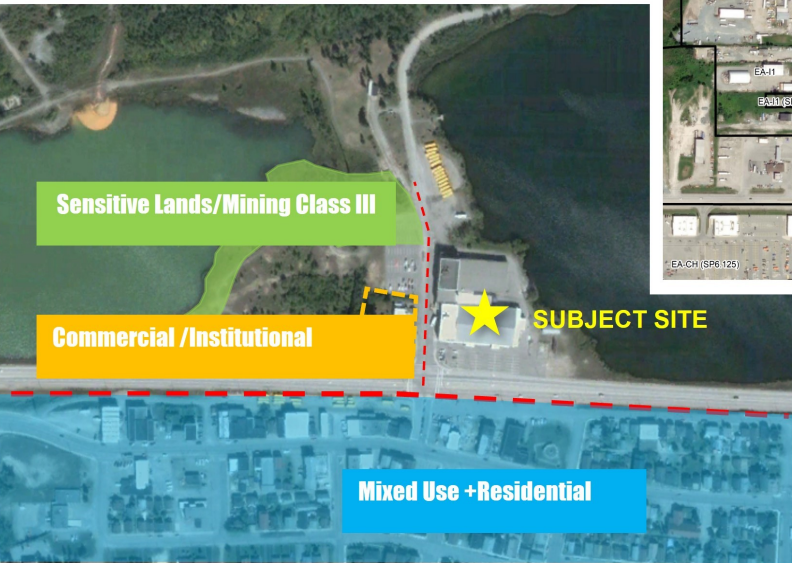 EA-I1
EA-I1 (S
Sensitive Lands/Mining Class III
EA-CH (SP6 125)
SUBJECT SITE
Commercial /Institutional
Mixed Use +Residential